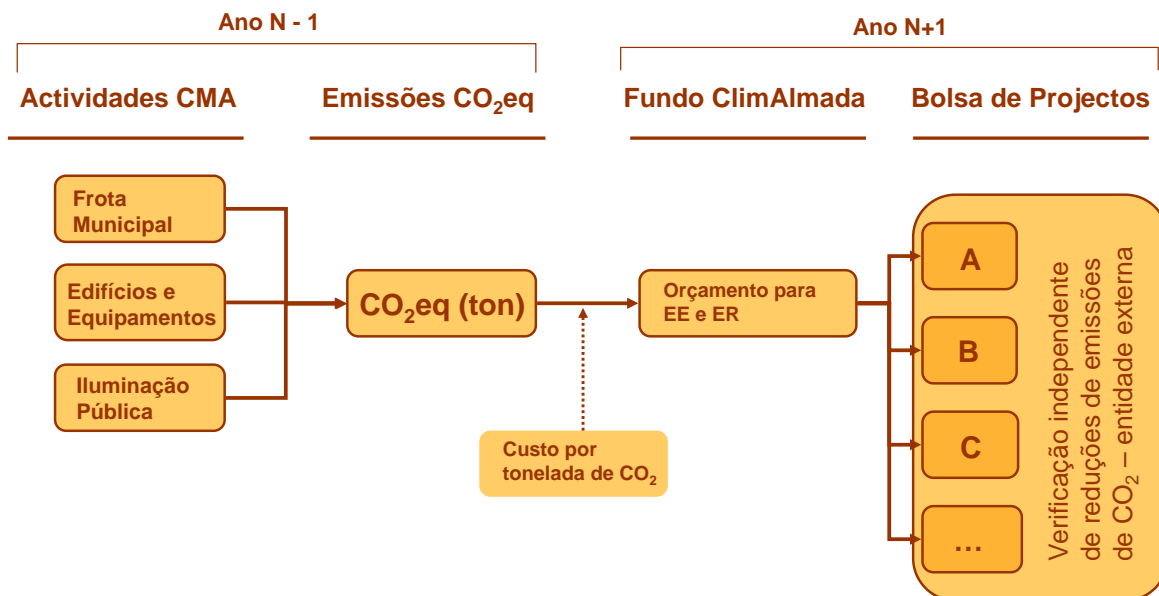 Ano N - 1
Ano N+1
Actividades CMA
Emissões CO₂eq
Fundo ClimAlmada
Bolsa de Projectos
Frota
Municipal
Edifícios e
Equipamentos
Iluminação
Pública
CO₂eq (ton)
Custo por
tonelada de CO₂
Orçamento para
EE e ER
A
B
C
...
Verificação independente
de reduções de emissões
de CO₂ – entidade externa